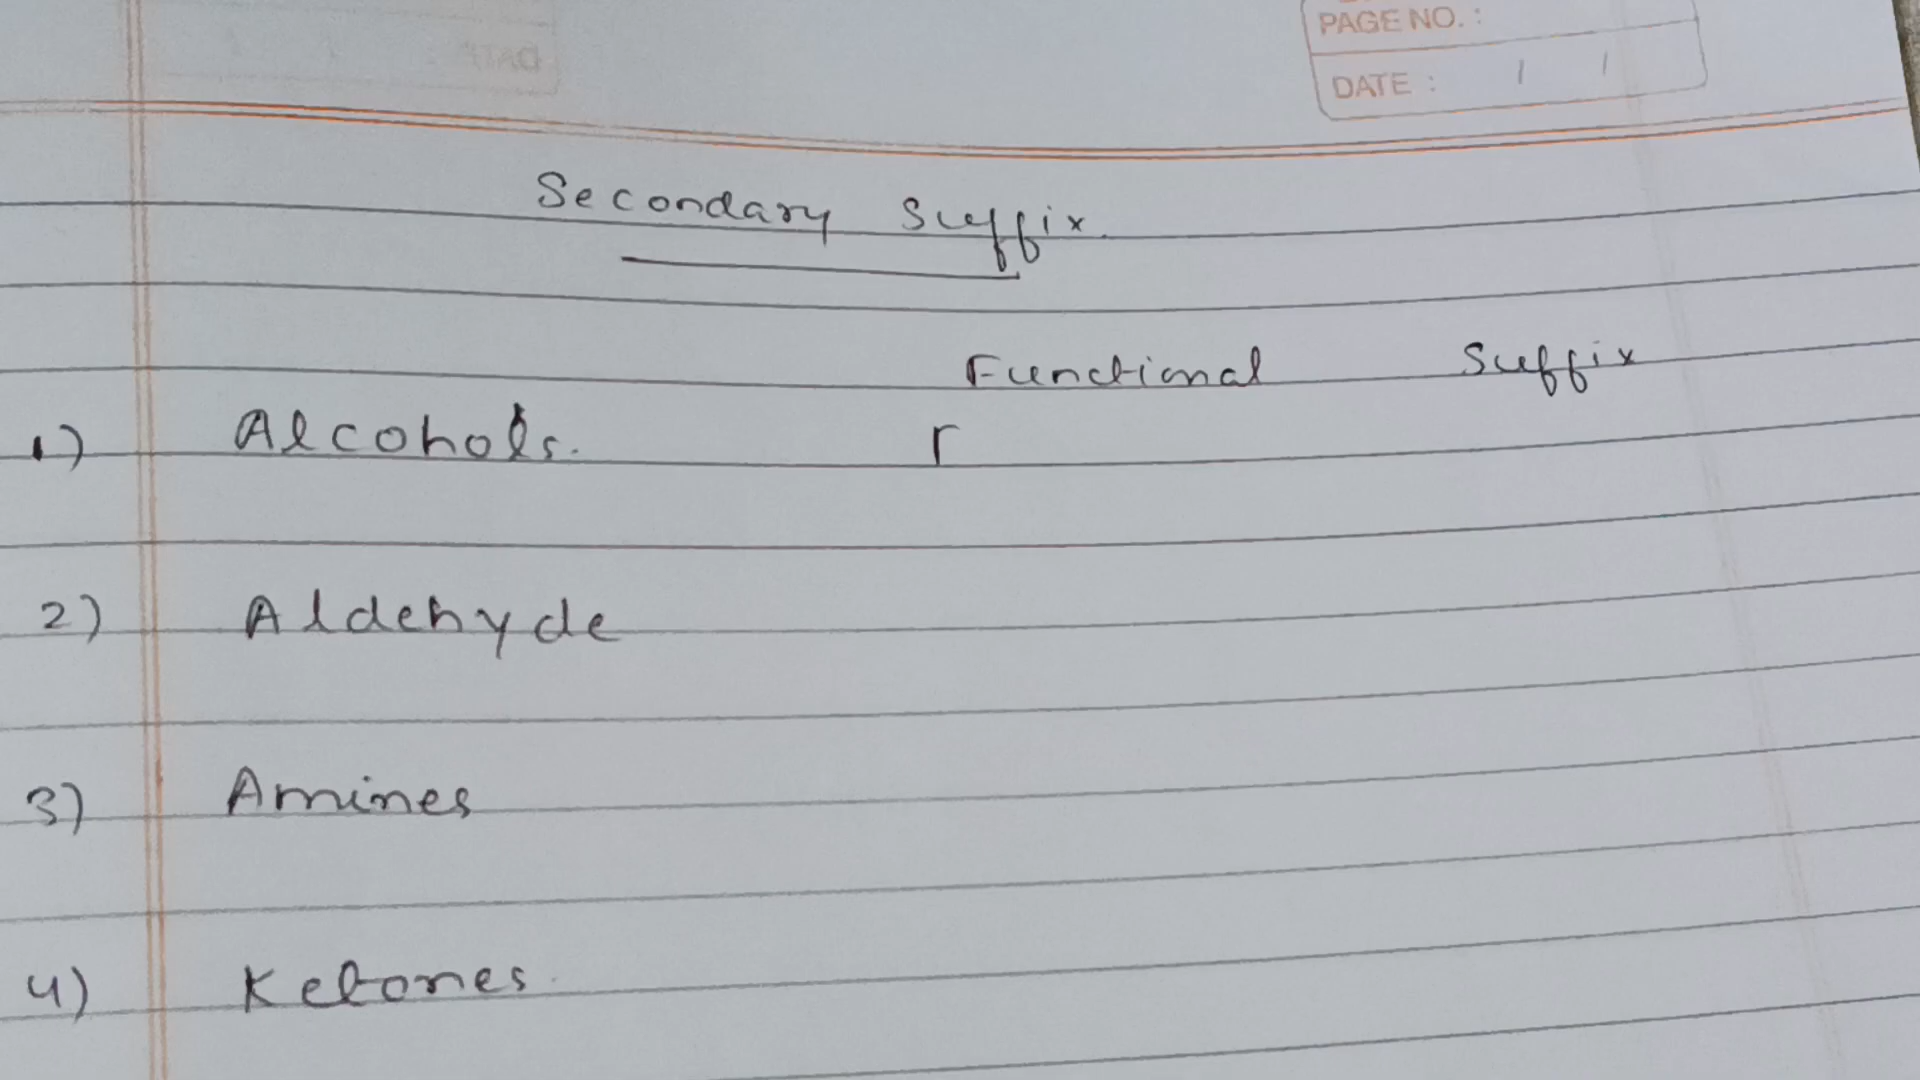 PAGE NO. :
DATE : / /
Secondary Suffix.
Functional Suffix
1) Alcohols. r
2) Aldehyde
3) Amines
4) Ketones.